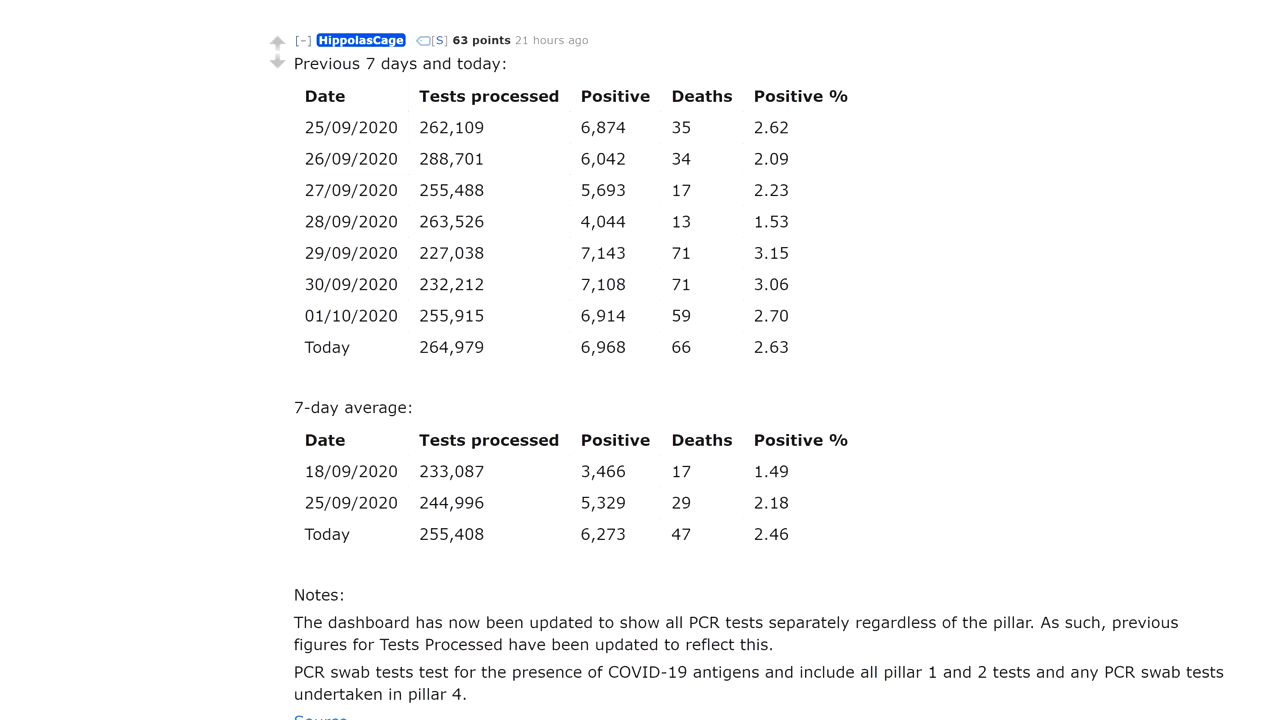 [–] HippolasCage [S] 63 points 21 hours ago
Previous 7 days and today:
Date Tests processed Positive Deaths Positive %
25/09/2020 262,109 6,874 35 2.62
26/09/2020 288,701 6,042 34 2.09
27/09/2020 255,488 5,693 17 2.23
28/09/2020 263,526 4,044 13 1.53
29/09/2020 227,038 7,143 71 3.15
30/09/2020 232,212 7,108 71 3.06
01/10/2020 255,915 6,914 59 2.70
Today 264,979 6,968 66 2.63
7-day average:
Date Tests processed Positive Deaths Positive %
18/09/2020 233,087 3,466 17 1.49
25/09/2020 244,996 5,329 29 2.18
Today 255,408 6,273 47 2.46
Notes:
The dashboard has now been updated to show all PCR tests separately regardless of the pillar. As such, previous
figures for Tests Processed have been updated to reflect this.
PCR swab tests test for the presence of COVID-19 antigens and include all pillar 1 and 2 tests and any PCR swab tests
undertaken in pillar 4.
Source